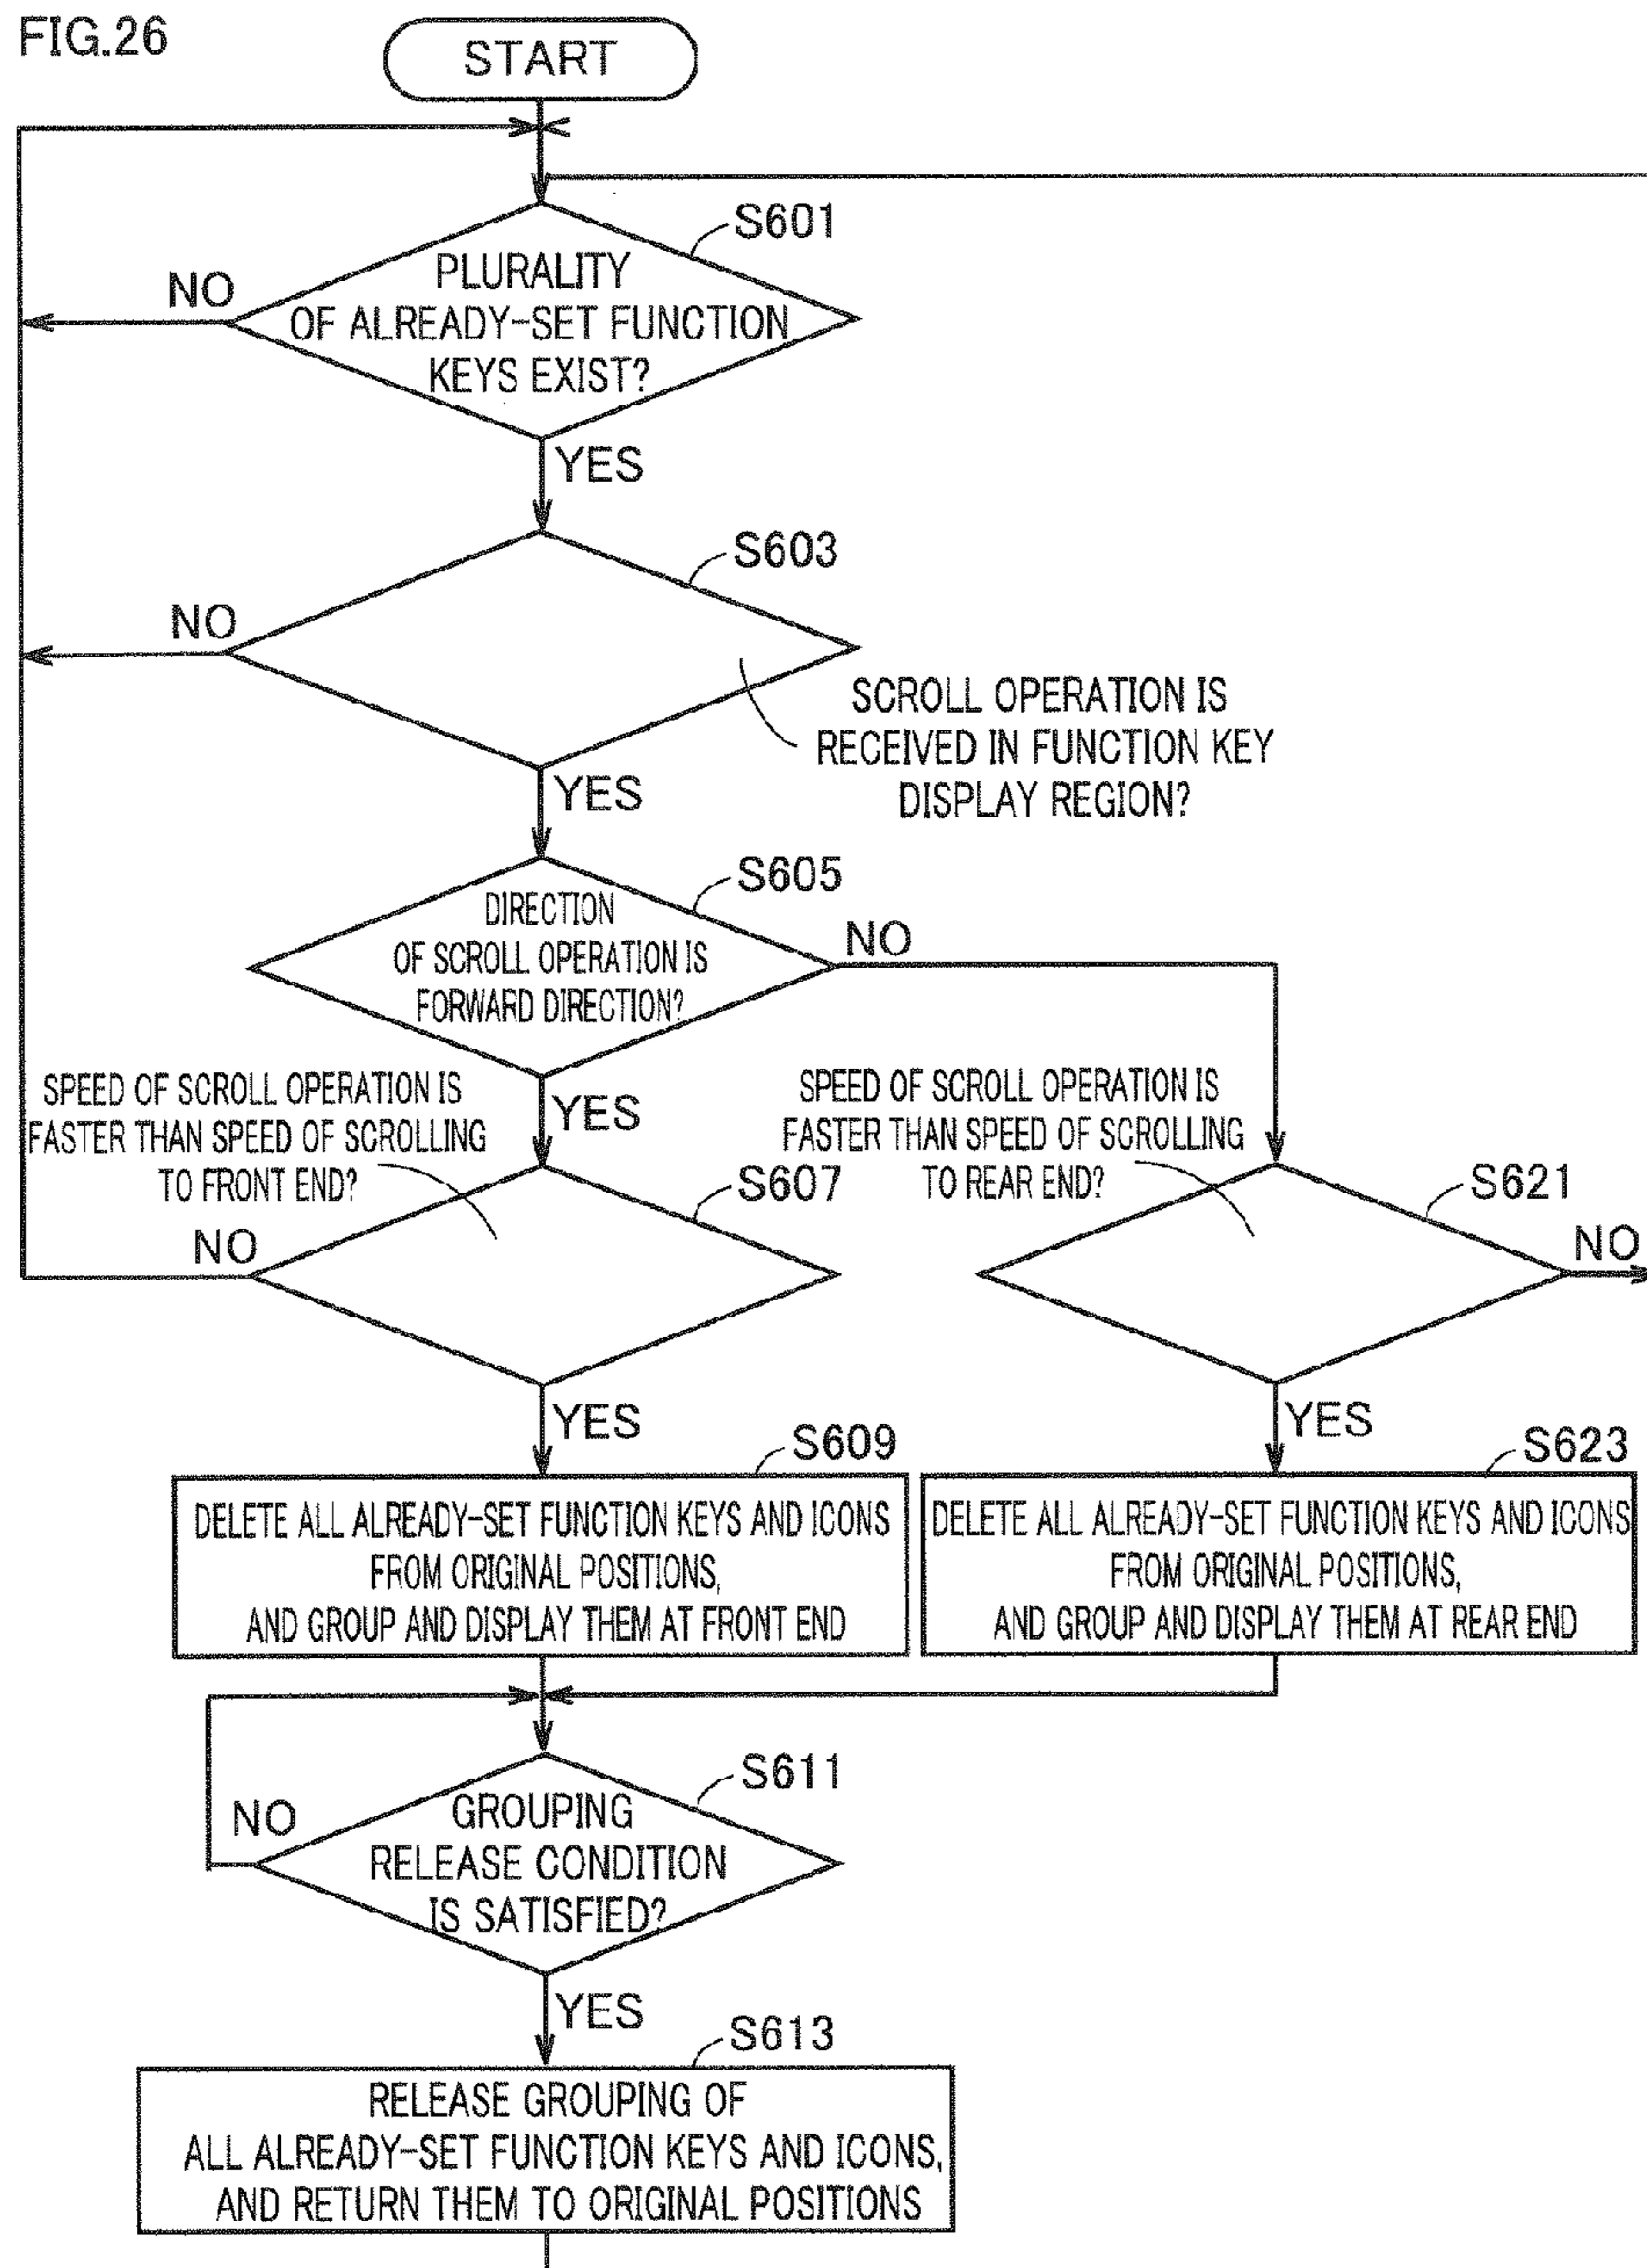 FIG.26
START
S601
PLURALITY
OF ALREADY-SET FUNCTION
KEYS EXIST?
NO
YES
S603
NO
SCROLL OPERATION IS
RECEIVED IN FUNCTION KEY
DISPLAY REGION?
YES
S605
DIRECTION
OF SCROLL OPERATION IS
FORWARD DIRECTION?
NO
YES
SPEED OF SCROLL OPERATION IS
FASTER THAN SPEED OF SCROLLING
TO FRONT END?
S607
NO
SPEED OF SCROLL OPERATION IS
FASTER THAN SPEED OF SCROLLING
TO REAR END?
S621
NO
YES
YES
S609
DELETE ALL ALREADY-SET FUNCTION KEYS AND ICONS
FROM ORIGINAL POSITIONS,
AND GROUP AND DISPLAY THEM AT FRONT END
S623
DELETE ALL ALREADY-SET FUNCTION KEYS AND ICONS
FROM ORIGINAL POSITIONS,
AND GROUP AND DISPLAY THEM AT REAR END
S611
NO
GROUPING
RELEASE CONDITION
IS SATISFIED?
YES
S613
RELEASE GROUPING OF
ALL ALREADY-SET FUNCTION KEYS AND ICONS,
AND RETURN THEM TO ORIGINAL POSITIONS